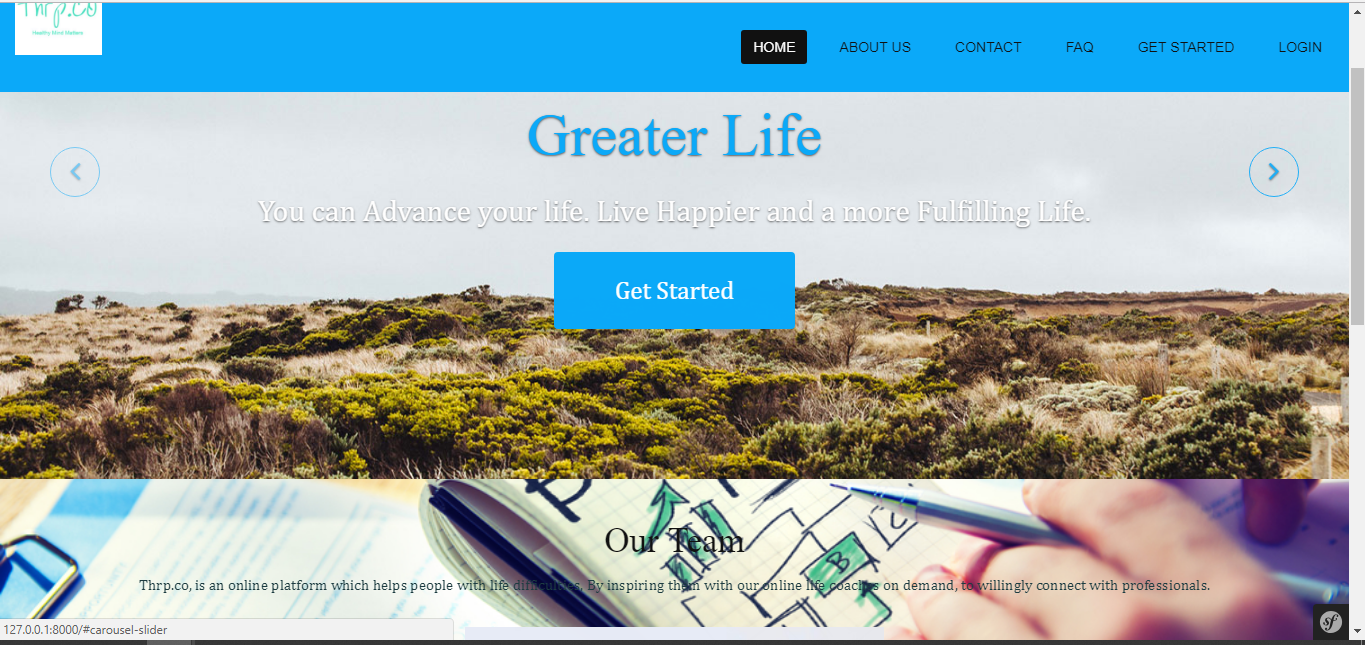 Thrp.co
Healthy Mind Matters
HOME ABOUT US CONTACT FAQ GET STARTED LOGIN
Greater Life
You can Advance your life. Live Happier and a more Fulfilling Life.
Get Started
Our Team
Thrp.co, is an online platform which helps people with life difficulties, By inspiring them with our online life coaches on demand, to willingly connect with professionals.
127.0.0.1:8000/#carousel-slider
sf